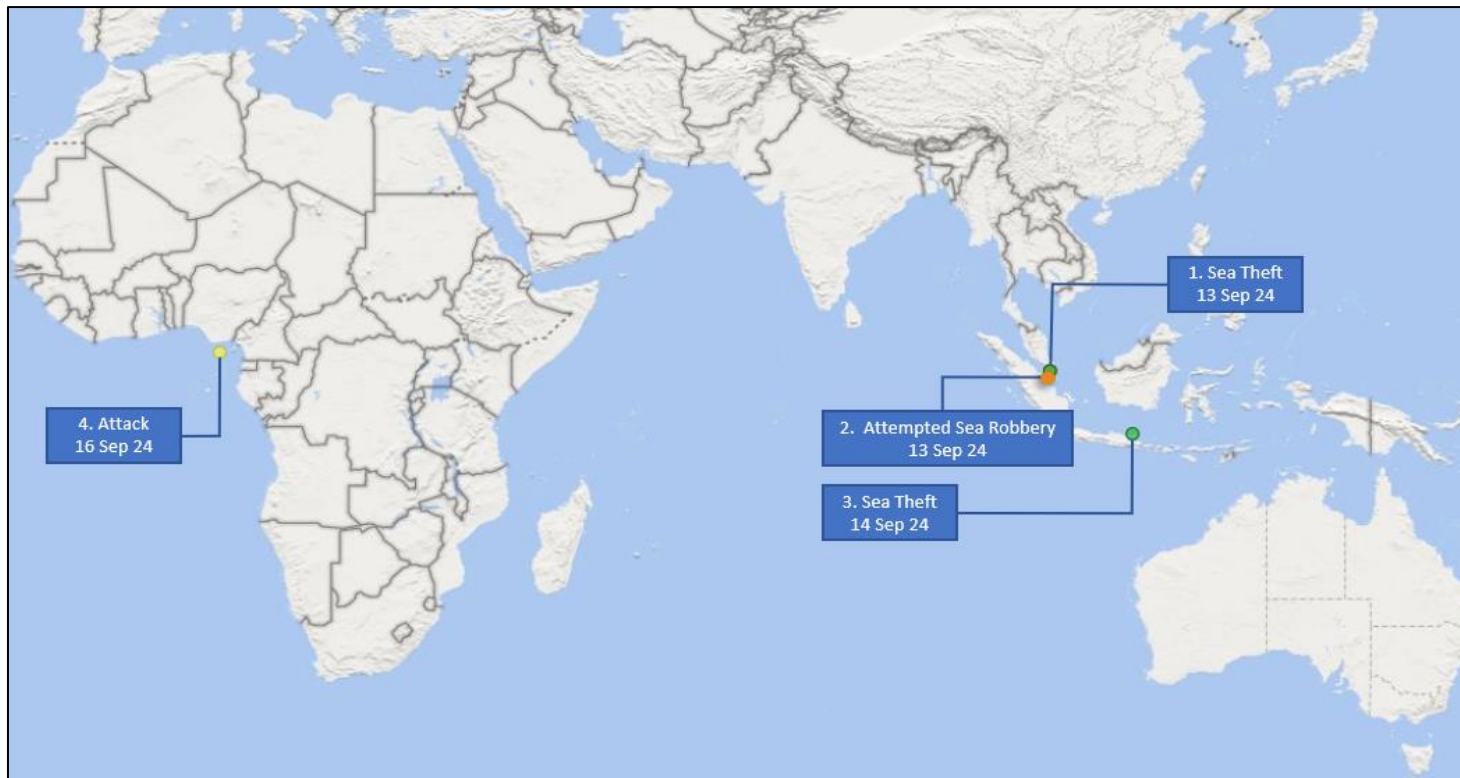 1. Sea Theft
13 Sep 24
2. Attempted Sea Robbery
13 Sep 24
3. Sea Theft
14 Sep 24
4. Attack
16 Sep 24